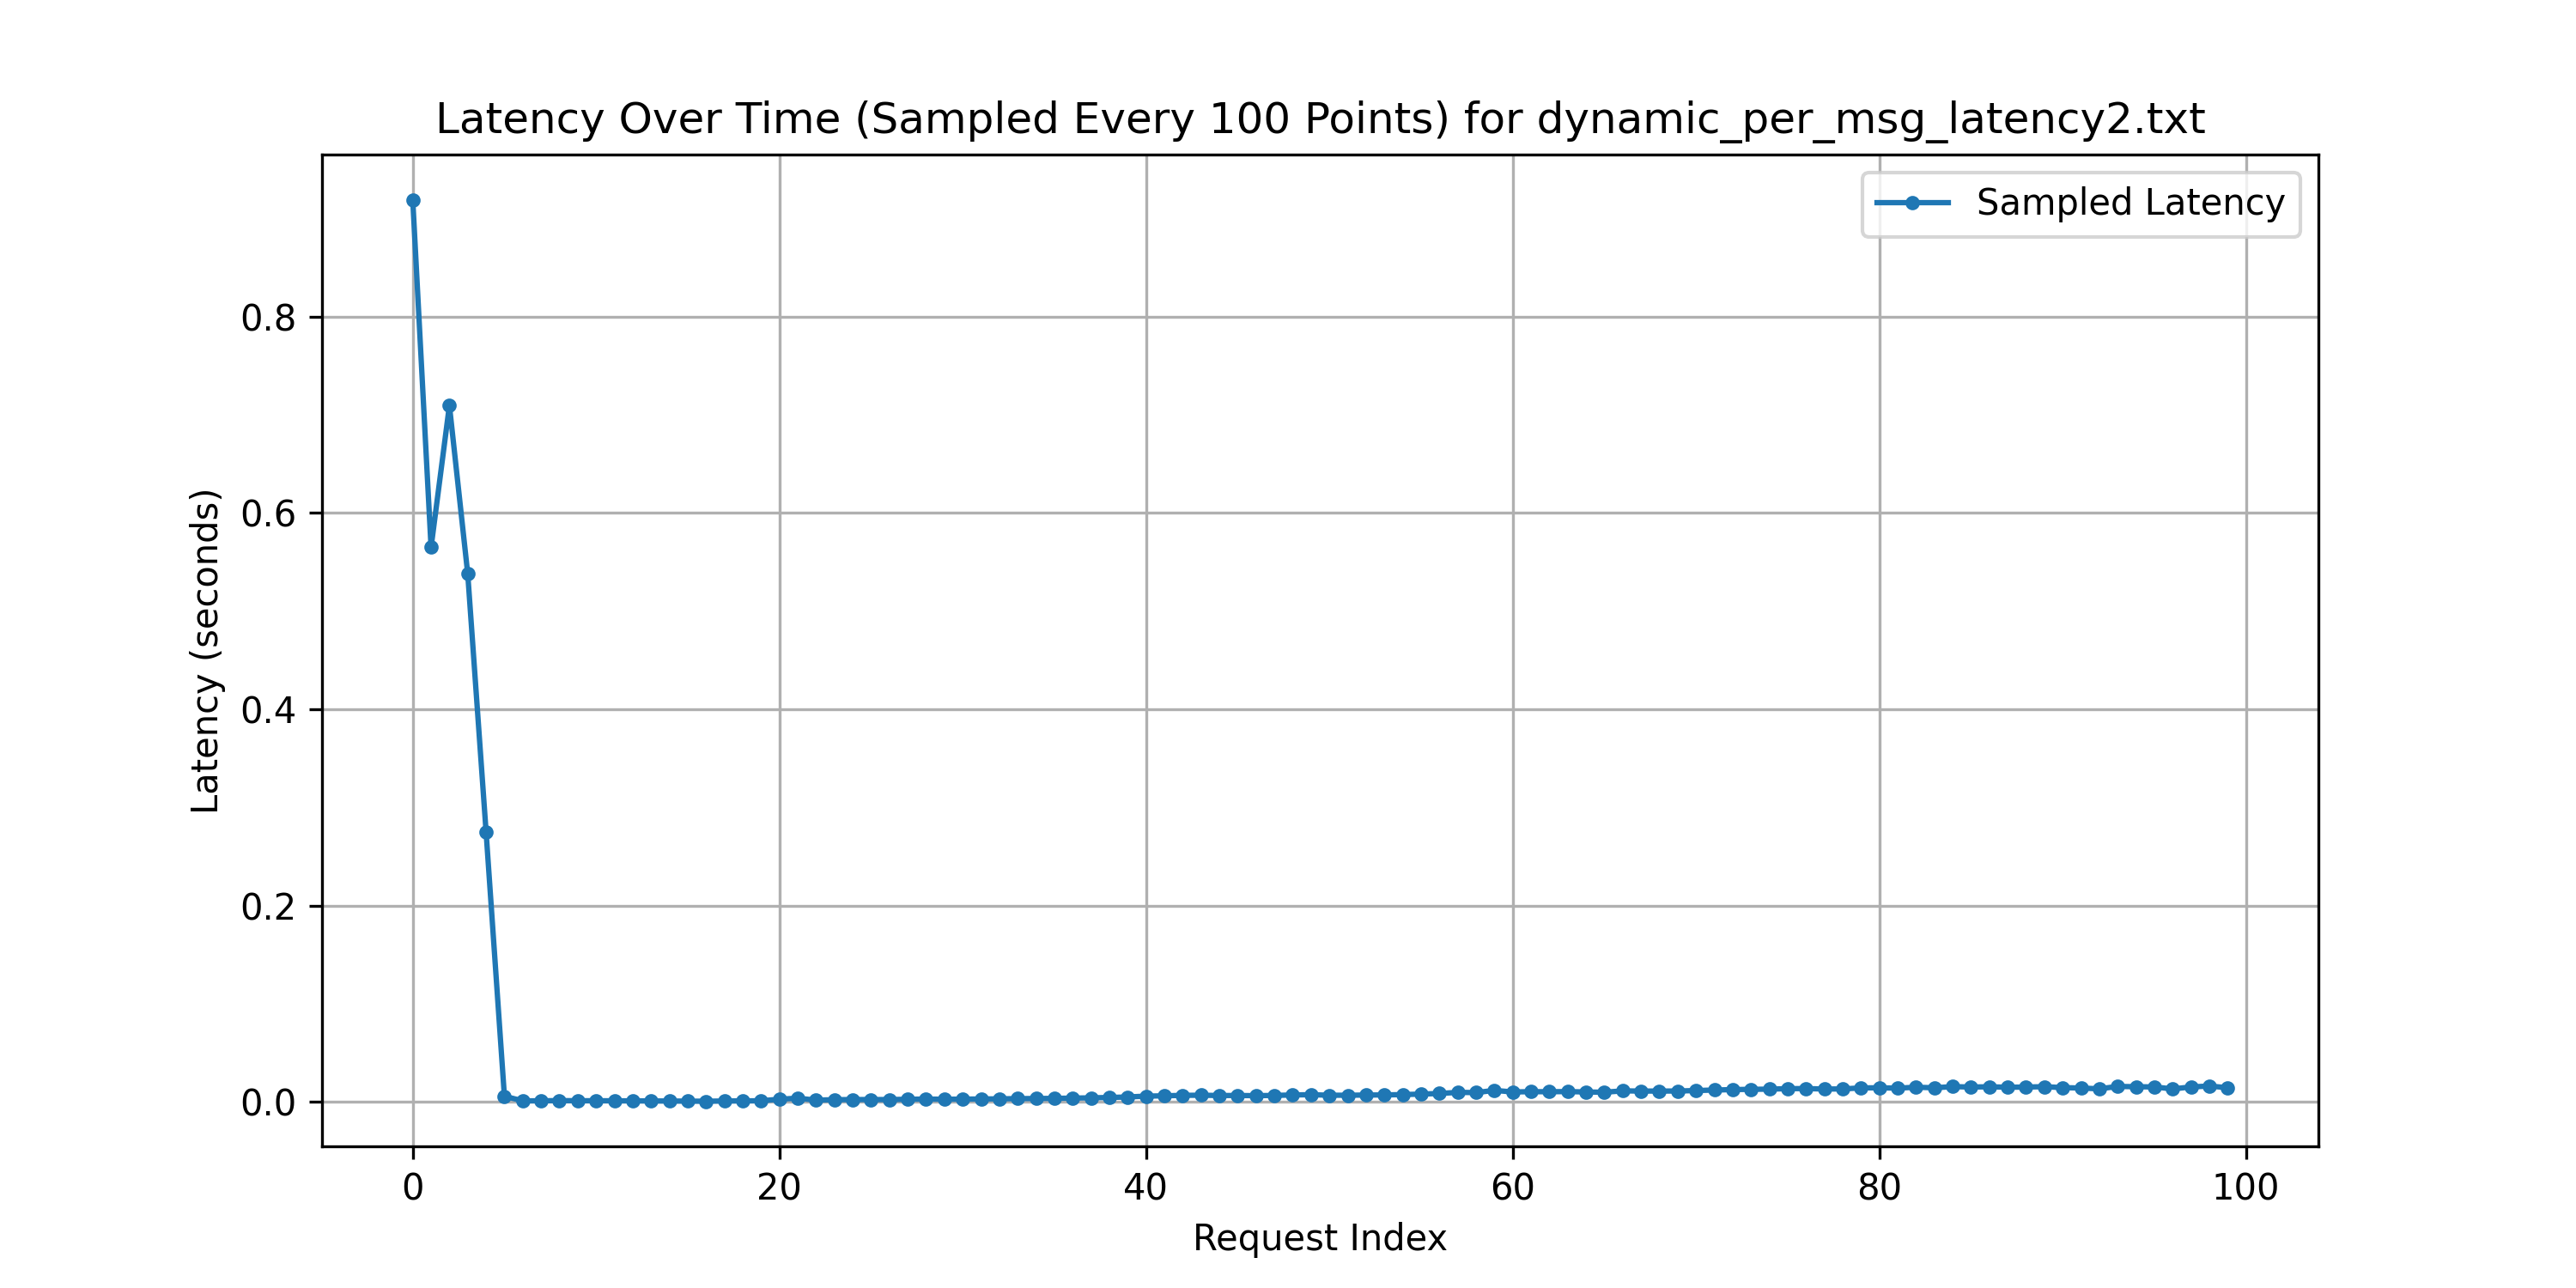 Latency Over Time (Sampled Every 100 Points) for dynamic_per_msg_latency2.txt
Sampled Latency
Latency (seconds)
0.8
0.6
0.4
0.2
0.0
0 20 40 60 80 100
Request Index